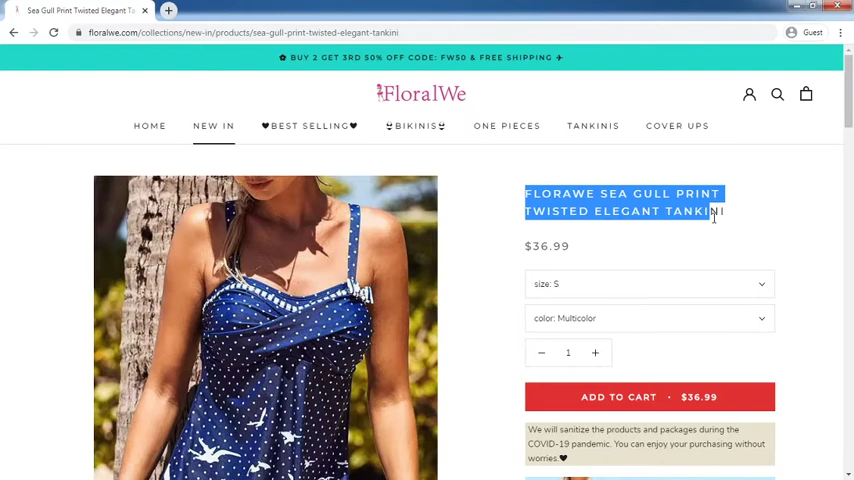 Sea Gull Print Twisted Elegant Ta
floralwe.com/collections/new-in/products/sea-gull-print-twisted-elegant-tankini
Guest
✿ BUY 2 GET 3RD 50% OFF CODE: FW50 & FREE SHIPPING ✈
FloralWe
HOME NEW IN ♥BEST SELLING♥ 👙BIKINIS👙 ONE PIECES TANKINIS COVER UPS
FLORAWE SEA GULL PRINT
TWISTED ELEGANT TANKINI
$36.99
size: S
color: Multicolor
− 1 +
ADD TO CART • $36.99
We will sanitize the products and packages during the
COVID-19 pandemic. You can enjoy your purchasing without
worries.♥